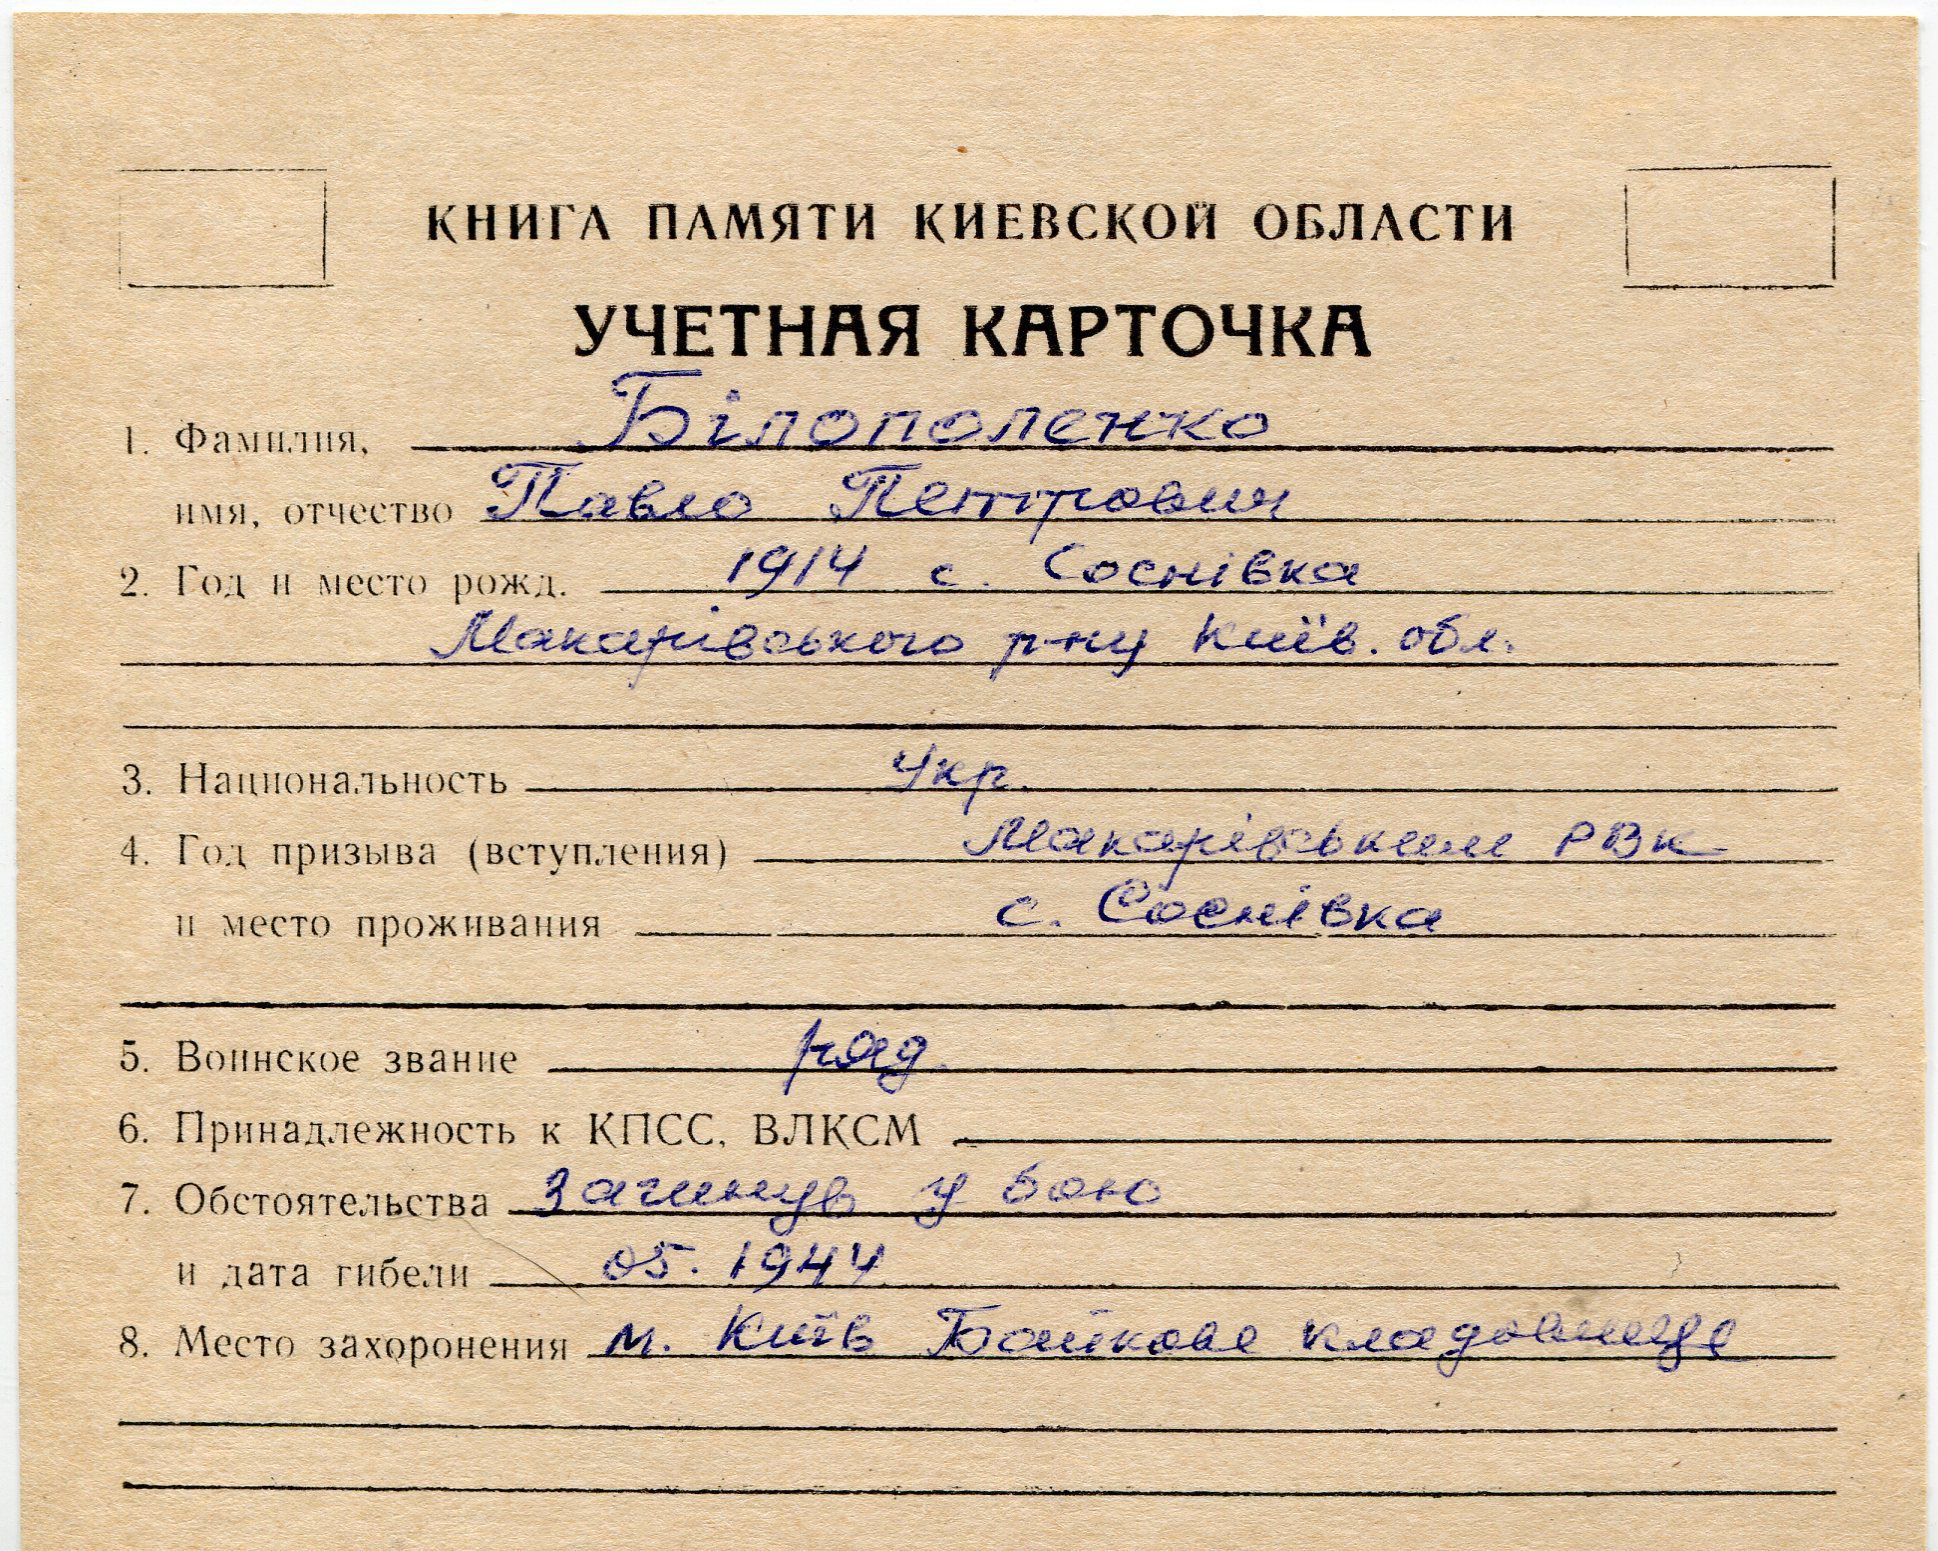 КНИГА ПАМЯТИ КИЕВСКОЙ ОБЛАСТИ
УЧЕТНАЯ КАРТОЧКА
1. Фамилия, Білополенко
имя, отчество Павло Петрович
2. Год и место рожд. 1914 с. Соснівка
Макарівського р-ну Київ. обл.
3. Национальность Укр.
4. Год призыва (вступления) Макарівським РВК
и место проживания с. Соснівка
5. Воинское звание ряд.
6. Принадлежность к КПСС, ВЛКСМ
7. Обстоятельства Загинув у бою
и дата гибели 05. 1944
8. Место захоронения м. Київ Байкове кладовище